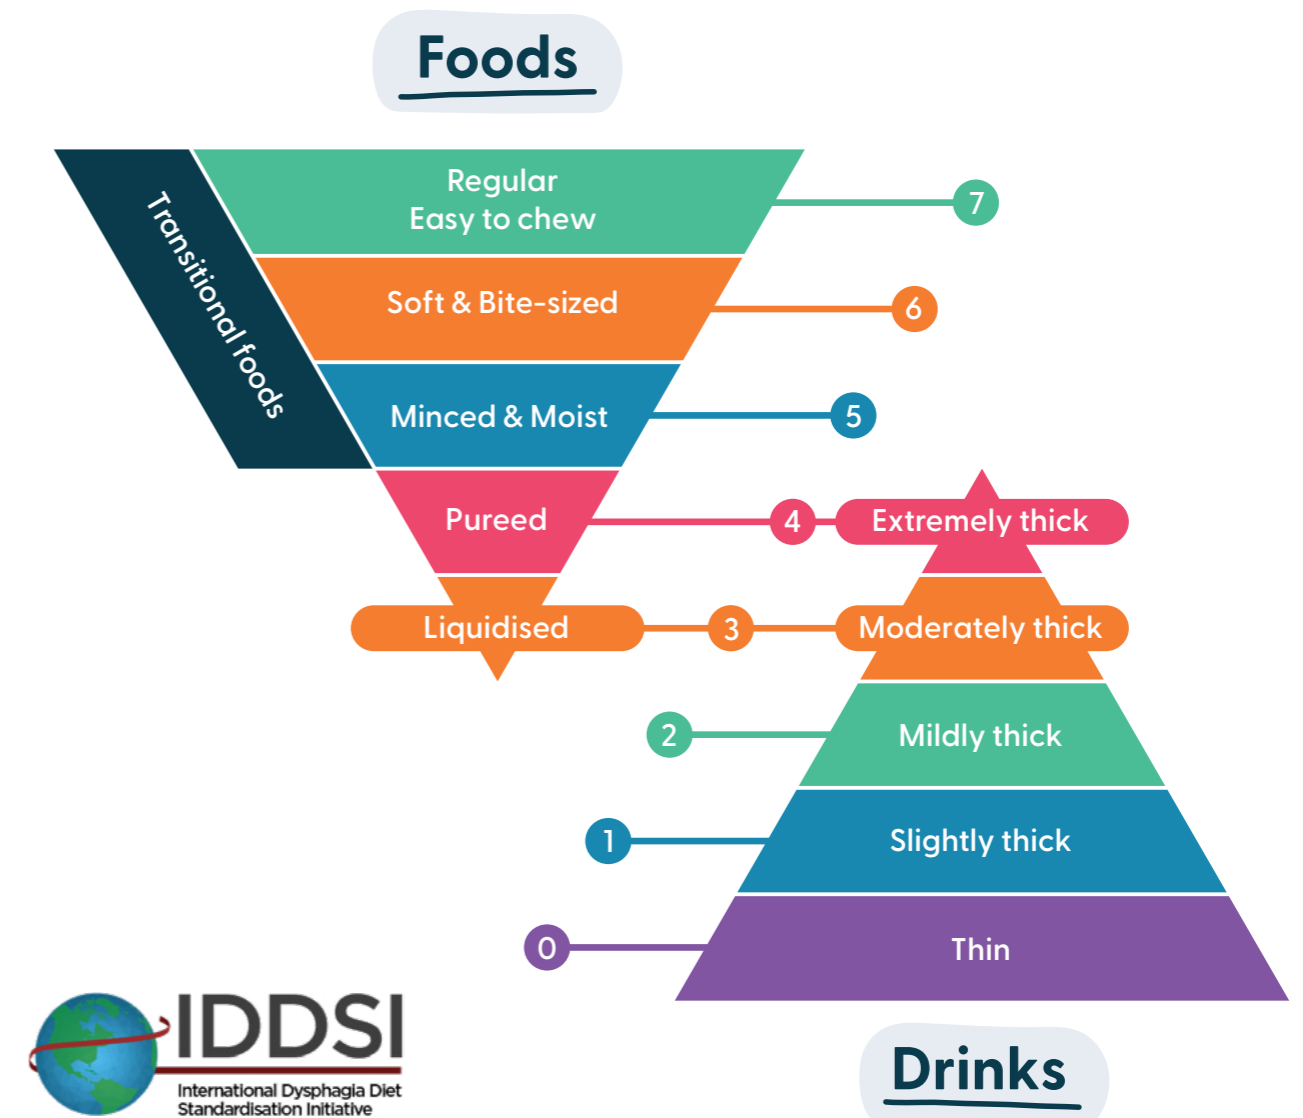 Foods
Transitional foods
Regular
Easy to chew
7
Soft & Bite-sized
6
Minced & Moist
5
Pureed
4
Extremely thick
Liquidised
3
Moderately thick
2
Mildly thick
1
Slightly thick
0
Thin
IDDSI
International Dysphagia Diet
Standardisation Initiative
Drinks